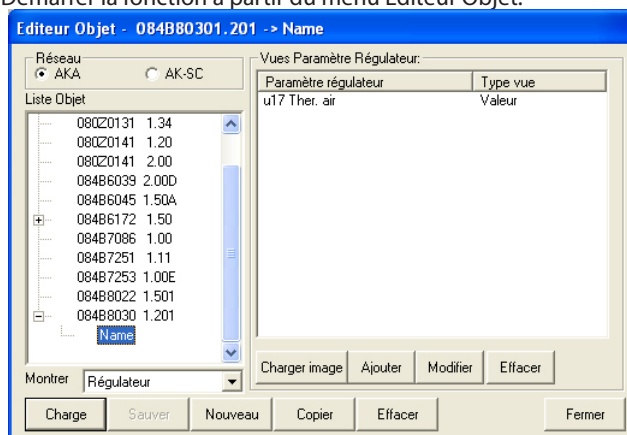 Démarrer la fonction à partir du menu Editeur Objet.
Editeur Objet - 084B80301.201 -> Name
Réseau
AKA
AK-SC
Liste Objet
080Z0131 1.34
080Z0141 1.20
080Z0141 2.00
084B6039 2.00D
084B6045 1.50A
084B6172 1.50
084B7086 1.00
084B7251 1.11
084B7253 1.00E
084B8022 1.501
084B8030 1.201
Name
Montrer
Régulateur
Vues Paramètre Régulateur:
Paramètre régulateur
Type vue
u17 Ther. air
Valeur
Charger image
Ajouter
Modifier
Effacer
Charge
Sauver
Nouveau
Copier
Effacer
Fermer